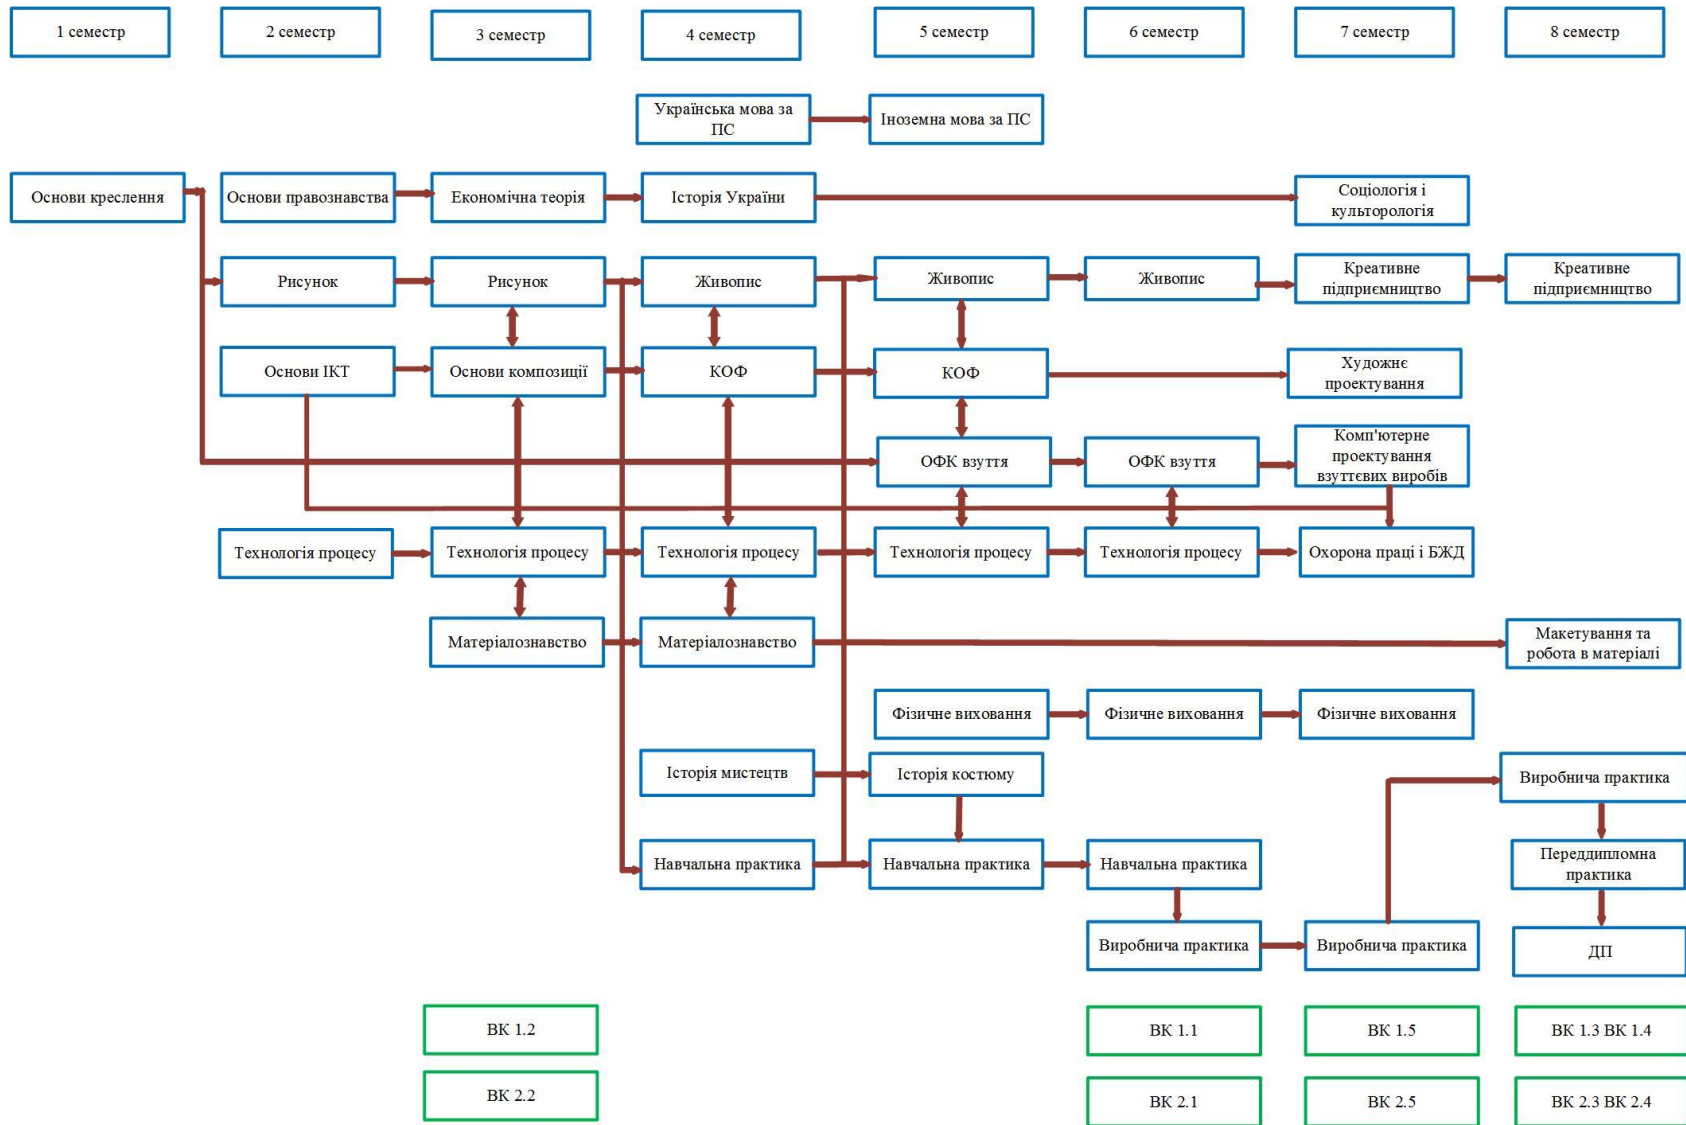 1 семестр
2 семестр
3 семестр
4 семестр
5 семестр
6 семестр
7 семестр
8 семестр
Українська мова за
ПС
Іноземна мова за ПС
Основи креслення
Основи правознавства
Економічна теорія
Історія України
Соціологія і
культорологія
Рисунок
Рисунок
Живопис
Живопис
Живопис
Креативне
підприємництво
Креативне
підприємництво
Основи ІКТ
Основи композиції
КОФ
КОФ
Художнє
проектування
ОФК взуття
ОФК взуття
Комп'ютерне
проектування
взуттєвих виробів
Технологія процесу
Технологія процесу
Технологія процесу
Технологія процесу
Технологія процесу
Охорона праці і БЖД
Матеріалознавство
Матеріалознавство
Макетування та
робота в матеріалі
Фізичне виховання
Фізичне виховання
Фізичне виховання
Історія мистецтв
Історія костюму
Виробнича практика
Навчальна практика
Навчальна практика
Навчальна практика
Переддипломна
практика
Виробнича практика
Виробнича практика
ДП
ВК 1.2
ВК 1.1
ВК 1.5
ВК 1.3 ВК 1.4
ВК 2.2
ВК 2.1
ВК 2.5
ВК 2.3 ВК 2.4